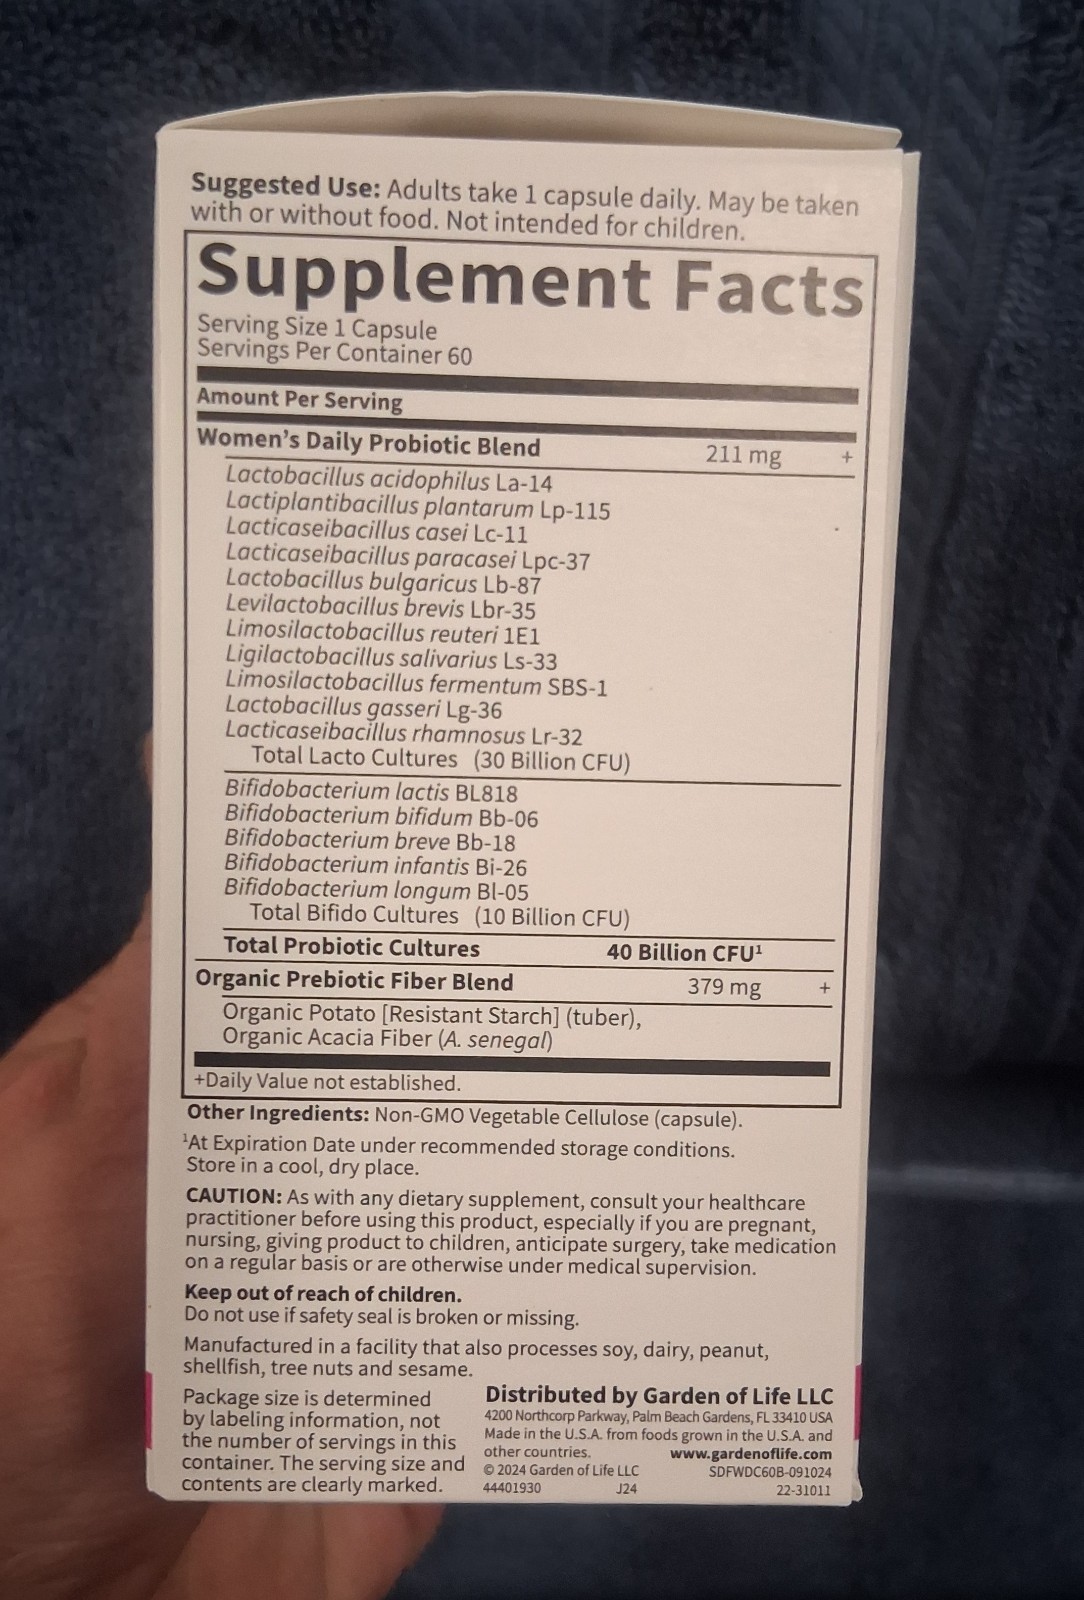 Suggested Use: Adults take 1 capsule daily. May be taken
with or without food. Not intended for children.
Supplement Facts
Serving Size 1 Capsule
Servings Per Container 60
Amount Per Serving
Women's Daily Probiotic Blend 211 mg +
Lactobacillus acidophilus La-14
Lactiplantibacillus plantarum Lp-115
Lacticaseibacillus casei Lc-11
Lacticaseibacillus paracasei Lpc-37
Lactobacillus bulgaricus Lb-87
Levilactobacillus brevis Lbr-35
Limosilactobacillus reuteri 1E1
Ligilactobacillus salivarius Ls-33
Limosilactobacillus fermentum SBS-1
Lactobacillus gasseri Lg-36
Lacticaseibacillus rhamnosus Lr-32
Total Lacto Cultures (30 Billion CFU)
Bifidobacterium lactis BL818
Bifidobacterium bifidum Bb-06
Bifidobacterium breve Bb-18
Bifidobacterium infantis Bi-26
Bifidobacterium longum Bl-05
Total Bifido Cultures (10 Billion CFU)
Total Probiotic Cultures 40 Billion CFU¹
Organic Prebiotic Fiber Blend 379 mg +
Organic Potato [Resistant Starch] (tuber),
Organic Acacia Fiber (A. senegal)
+Daily Value not established.
Other Ingredients: Non-GMO Vegetable Cellulose (capsule).
¹At Expiration Date under recommended storage conditions.
Store in a cool, dry place.
CAUTION: As with any dietary supplement, consult your healthcare
practitioner before using this product, especially if you are pregnant,
nursing, giving product to children, anticipate surgery, take medication
on a regular basis or are otherwise under medical supervision.
Keep out of reach of children.
Do not use if safety seal is broken or missing.
Manufactured in a facility that also processes soy, dairy, peanut,
shellfish, tree nuts and sesame.
Package size is determined
by labeling information, not
the number of servings in this
container. The serving size and
contents are clearly marked.
Distributed by Garden of Life LLC
4200 Northcorp Parkway, Palm Beach Gardens, FL 33410 USA
Made in the U.S.A. from foods grown in the U.S.A. and
other countries. www.gardenoflife.com
© 2024 Garden of Life LLC SDFWDC60B-091024
44401930 J24 22-31011